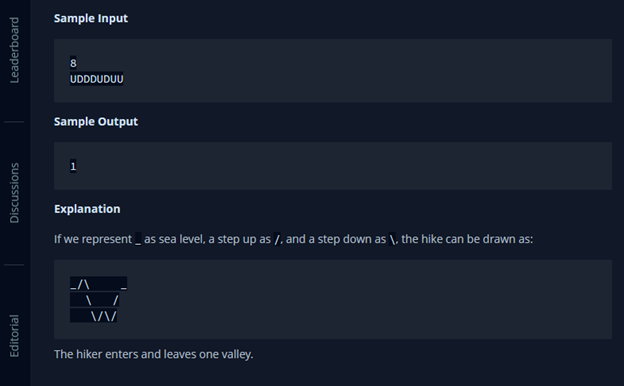 Leaderboard
Discussions
Editorial
Sample Input
8
UDDDUDUU
Sample Output
1
Explanation
If we represent _ as sea level, a step up as /, and a step down as \, the hike can be drawn as:
_/\      _
   \    /
    \/\/
The hiker enters and leaves one valley.